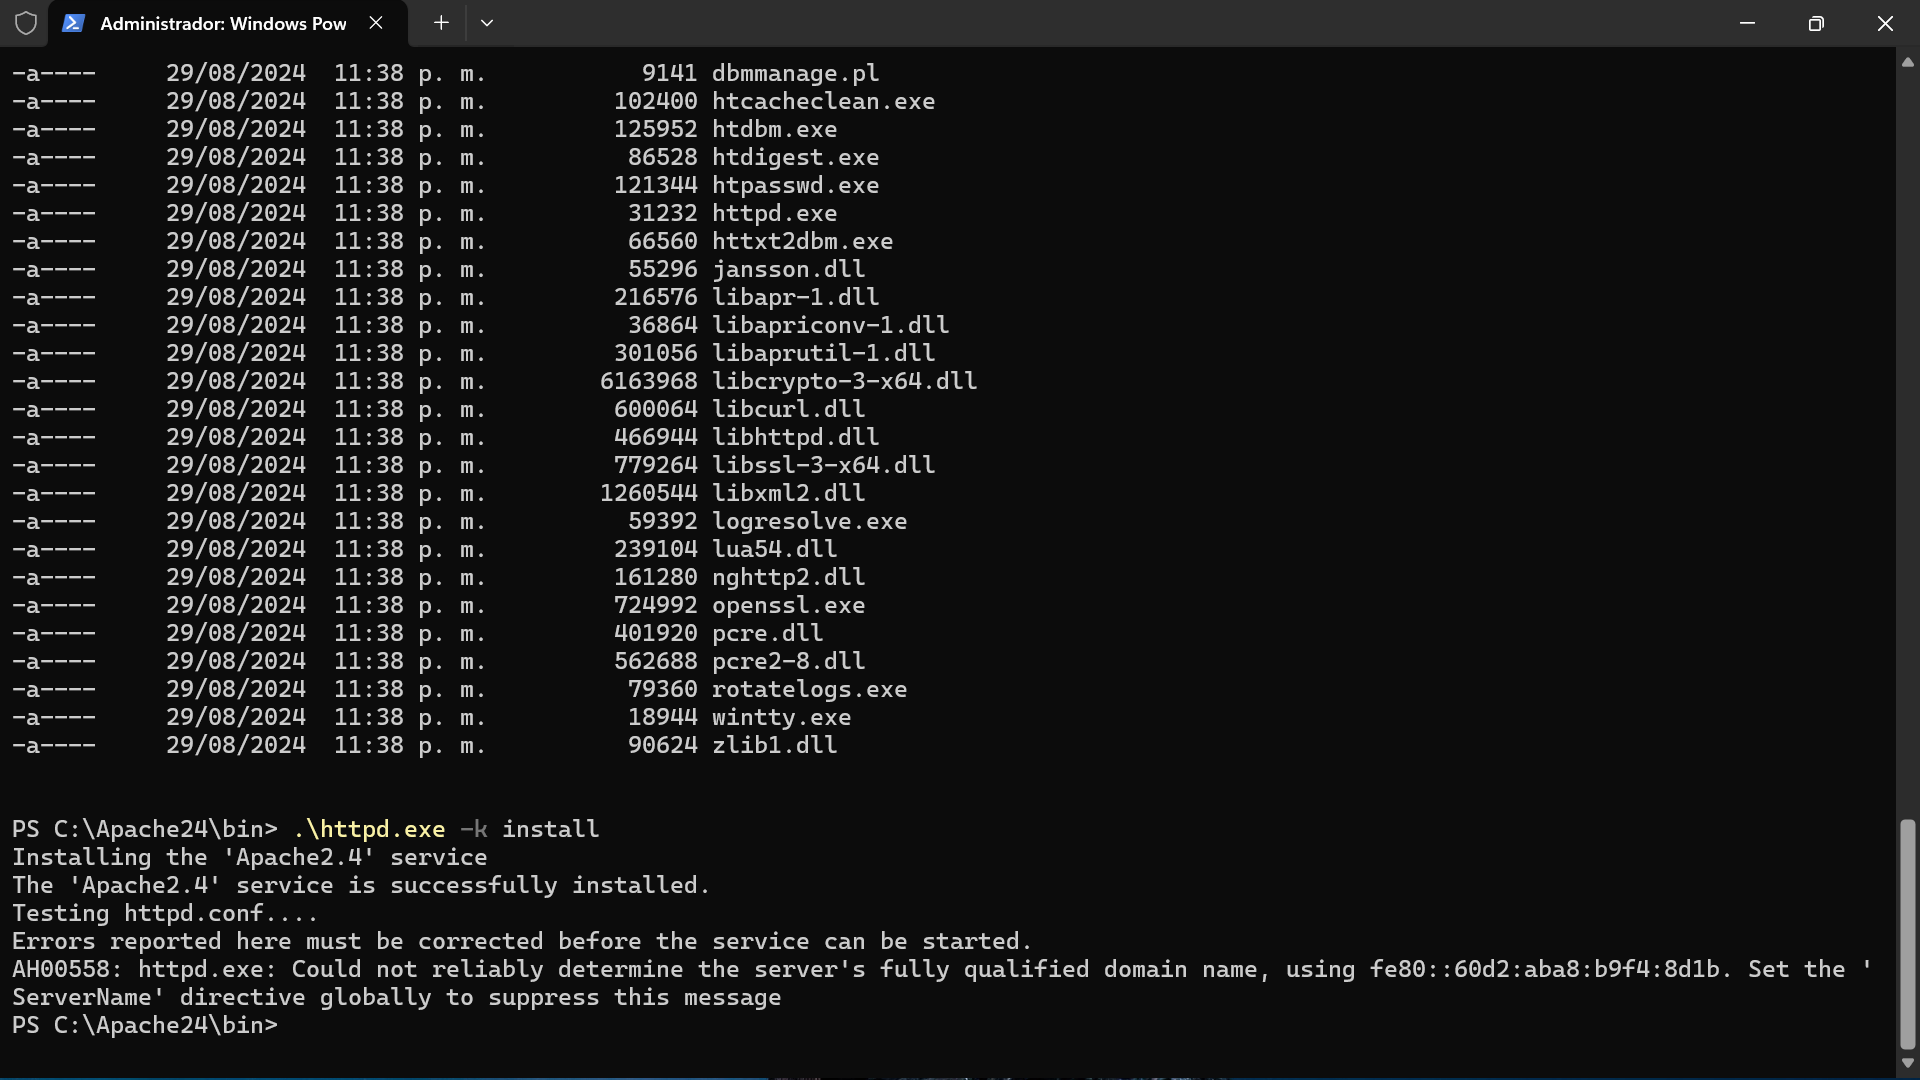 Administrador: Windows Pow
-a----     29/08/2024  11:38 p. m.           9141 dbmmanage.pl
-a----     29/08/2024  11:38 p. m.         102400 htcacheclean.exe
-a----     29/08/2024  11:38 p. m.         125952 htdbm.exe
-a----     29/08/2024  11:38 p. m.          86528 htdigest.exe
-a----     29/08/2024  11:38 p. m.         121344 htpasswd.exe
-a----     29/08/2024  11:38 p. m.          31232 httpd.exe
-a----     29/08/2024  11:38 p. m.          66560 httxt2dbm.exe
-a----     29/08/2024  11:38 p. m.          55296 jansson.dll
-a----     29/08/2024  11:38 p. m.         216576 libapr-1.dll
-a----     29/08/2024  11:38 p. m.          36864 libapriconv-1.dll
-a----     29/08/2024  11:38 p. m.         301056 libaprutil-1.dll
-a----     29/08/2024  11:38 p. m.        6163968 libcrypto-3-x64.dll
-a----     29/08/2024  11:38 p. m.         600064 libcurl.dll
-a----     29/08/2024  11:38 p. m.         466944 libhttpd.dll
-a----     29/08/2024  11:38 p. m.         779264 libssl-3-x64.dll
-a----     29/08/2024  11:38 p. m.        1260544 libxml2.dll
-a----     29/08/2024  11:38 p. m.          59392 logresolve.exe
-a----     29/08/2024  11:38 p. m.         239104 lua54.dll
-a----     29/08/2024  11:38 p. m.         161280 nghttp2.dll
-a----     29/08/2024  11:38 p. m.         724992 openssl.exe
-a----     29/08/2024  11:38 p. m.         401920 pcre.dll
-a----     29/08/2024  11:38 p. m.         562688 pcre2-8.dll
-a----     29/08/2024  11:38 p. m.          79360 rotatelogs.exe
-a----     29/08/2024  11:38 p. m.          18944 wintty.exe
-a----     29/08/2024  11:38 p. m.          90624 zlib1.dll
PS C:\Apache24\bin> .\httpd.exe -k install
Installing the 'Apache2.4' service
The 'Apache2.4' service is successfully installed.
Testing httpd.conf....
Errors reported here must be corrected before the service can be started.
AH00558: httpd.exe: Could not reliably determine the server's fully qualified domain name, using fe80::60d2:aba8:b9f4:8d1b. Set the '
ServerName' directive globally to suppress this message
PS C:\Apache24\bin>